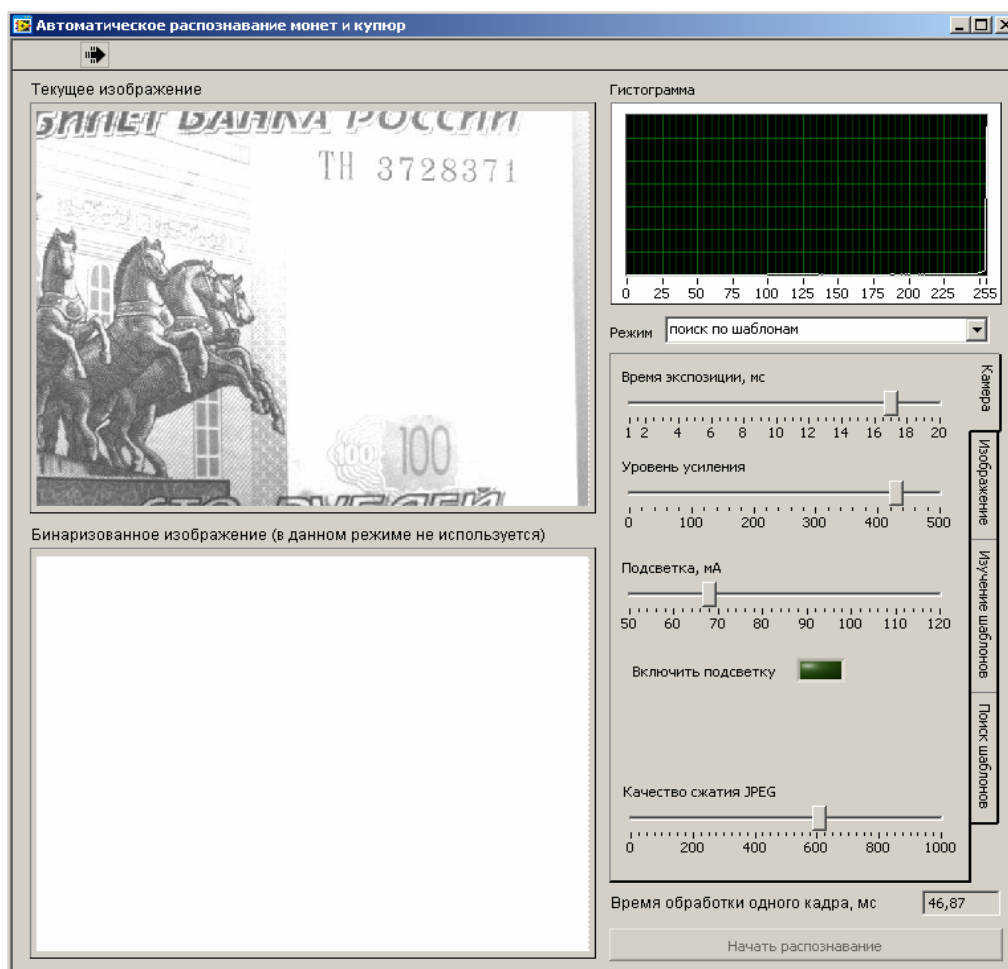 Автоматическое распознавание монет и купюр
Текущее изображение
БИЛЕТ БАНКА РОССИИ
ТН 3728371
100 100
СТО РУБЛЕЙ
Бинаризованное изображение (в данном режиме не используется)
Гистограмма
0 25 50 75 100 125 150 175 200 225 255
Режим поиск по шаблонам
Камера
Изображение
Изучение шаблонов
Поиск шаблонов
Время экспозиции, мс
1 2 4 6 8 10 12 14 16 18 20
Уровень усиления
0 100 200 300 400 500
Подсветка, мА
50 60 70 80 90 100 110 120
Включить подсветку
Качество сжатия JPEG
0 200 400 600 800 1000
Время обработки одного кадра, мс 46,87
Начать распознавание